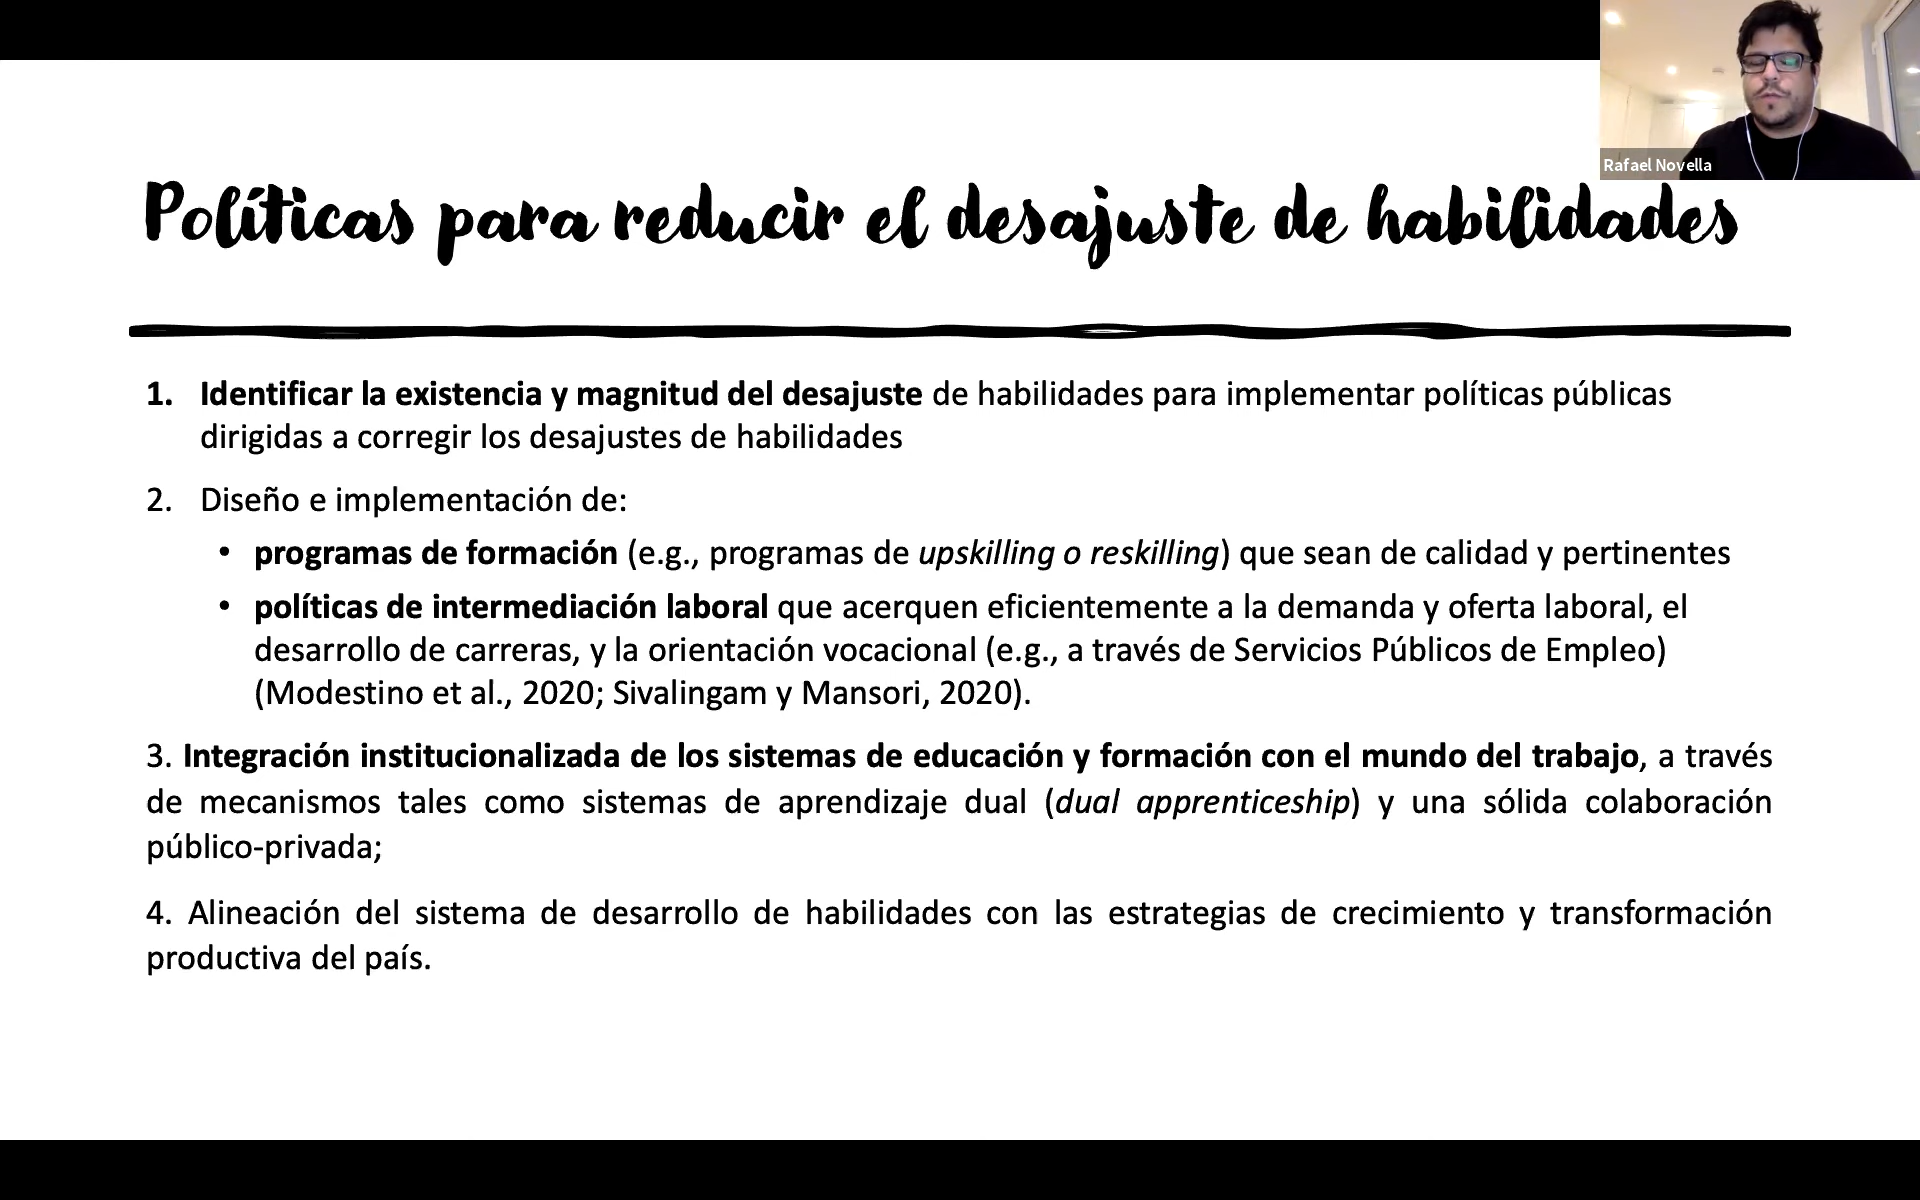 Rafael Novella
Políticas para reducir el desajuste de habilidades
1. Identificar la existencia y magnitud del desajuste de habilidades para implementar políticas públicas
dirigidas a corregir los desajustes de habilidades
2. Diseño e implementación de:
• programas de formación (e.g., programas de upskilling o reskilling) que sean de calidad y pertinentes
• políticas de intermediación laboral que acerquen eficientemente a la demanda y oferta laboral, el
desarrollo de carreras, y la orientación vocacional (e.g., a través de Servicios Públicos de Empleo)
(Modestino et al., 2020; Sivalingam y Mansori, 2020).
3. Integración institucionalizada de los sistemas de educación y formación con el mundo del trabajo, a través
de mecanismos tales como sistemas de aprendizaje dual (dual apprenticeship) y una sólida colaboración
público-privada;
4. Alineación del sistema de desarrollo de habilidades con las estrategias de crecimiento y transformación
productiva del país.